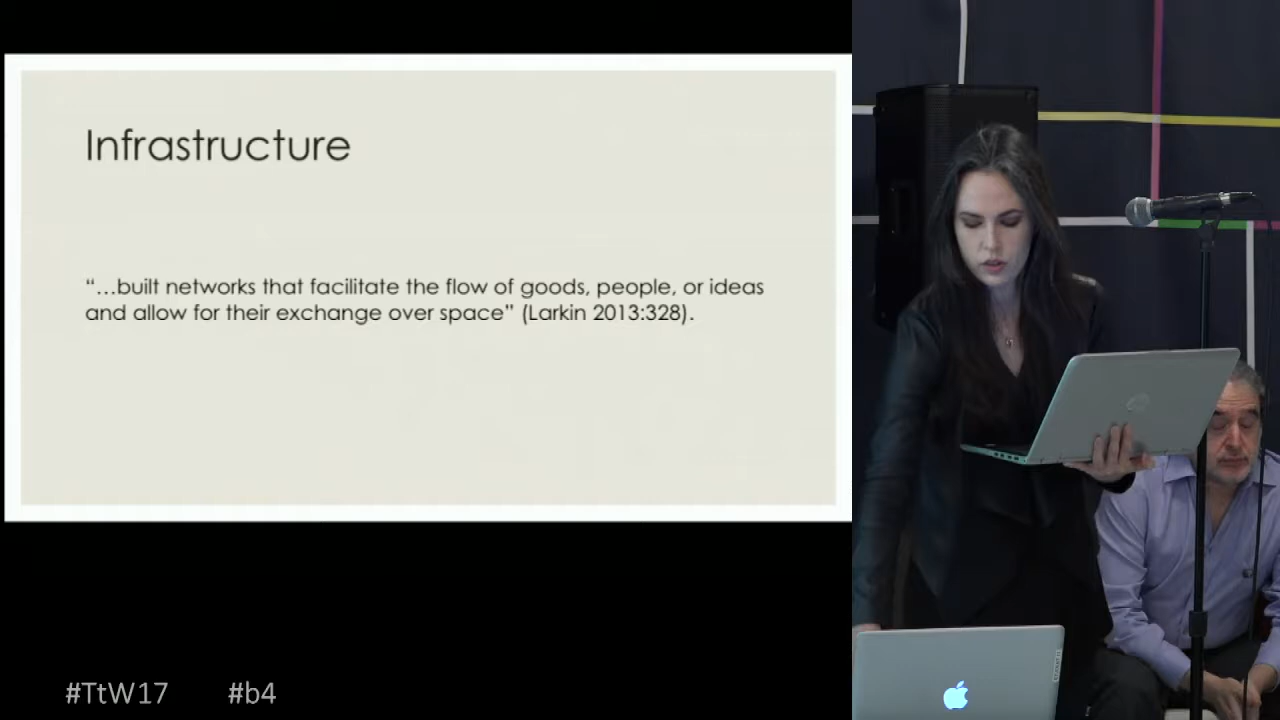 Infrastructure
“...built networks that facilitate the flow of goods, people, or ideas
and allow for their exchange over space” (Larkin 2013:328).
#TtW17 #b4